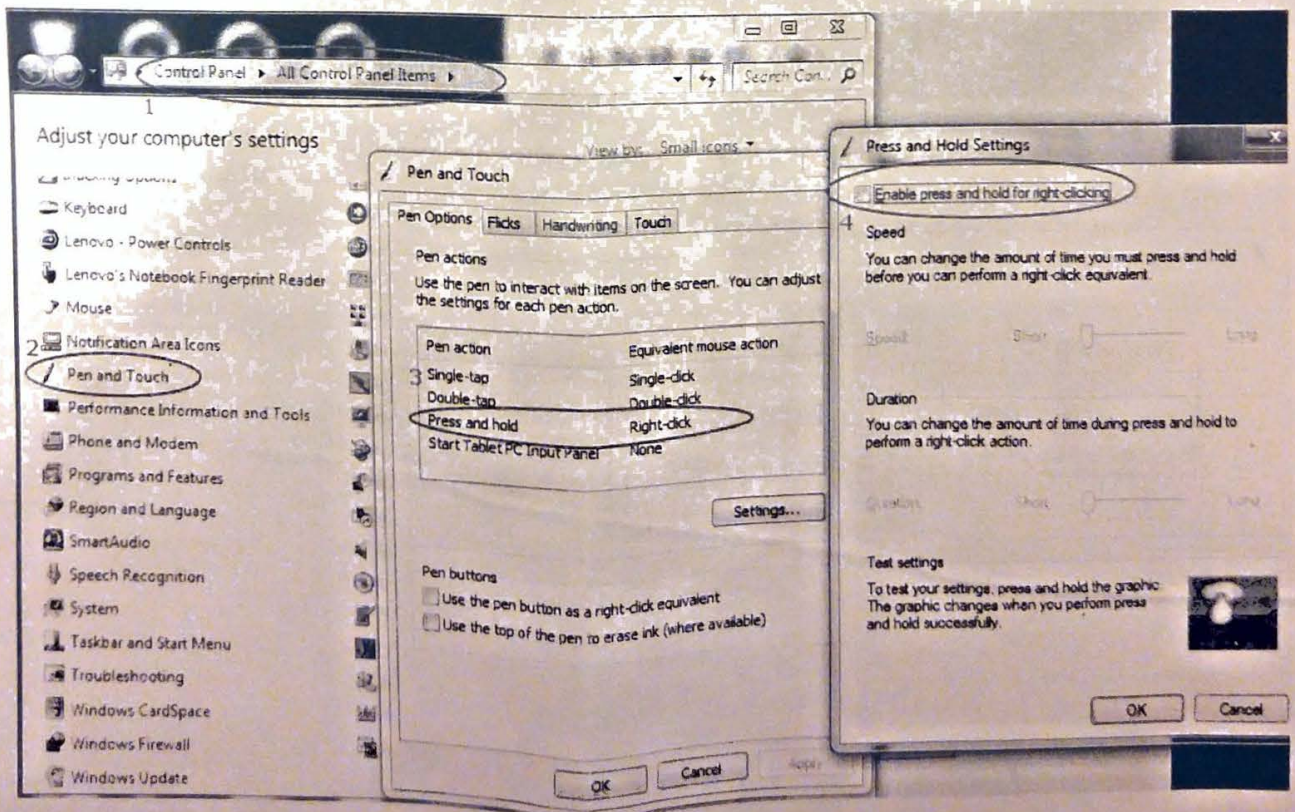 Control Panel ▸ All Control Panel Items ▸
Search Con...
1
Adjust your computer's settings
View by: Small icons
Keyboard
Lenovo - Power Controls
Lenovo's Notebook Fingerprint Reader
Mouse
2
Notification Area Icons
Pen and Touch
Performance Information and Tools
Phone and Modem
Programs and Features
Region and Language
SmartAudio
Speech Recognition
System
Taskbar and Start Menu
Troubleshooting
Windows CardSpace
Windows Firewall
Windows Update
Pen and Touch
Pen Options Flicks Handwriting Touch
Pen actions
Use the pen to interact with items on the screen. You can adjust
the settings for each pen action.
Pen action Equivalent mouse action
3
Single-tap Single-click
Double-tap Double-click
Press and hold Right-click
Start Tablet PC Input Panel None
Settings...
Pen buttons
Use the pen button as a right-click equivalent
Use the top of the pen to erase ink (where available)
OK Cancel Apply
Press and Hold Settings
Enable press and hold for right-clicking
4
Speed
You can change the amount of time you must press and hold
before you can perform a right-click equivalent.
Speed: Short Long
Duration
You can change the amount of time during press and hold to
perform a right-click action.
Duration: Short Long
Test settings
To test your settings, press and hold the graphic.
The graphic changes when you perform press
and hold successfully.
OK Cancel